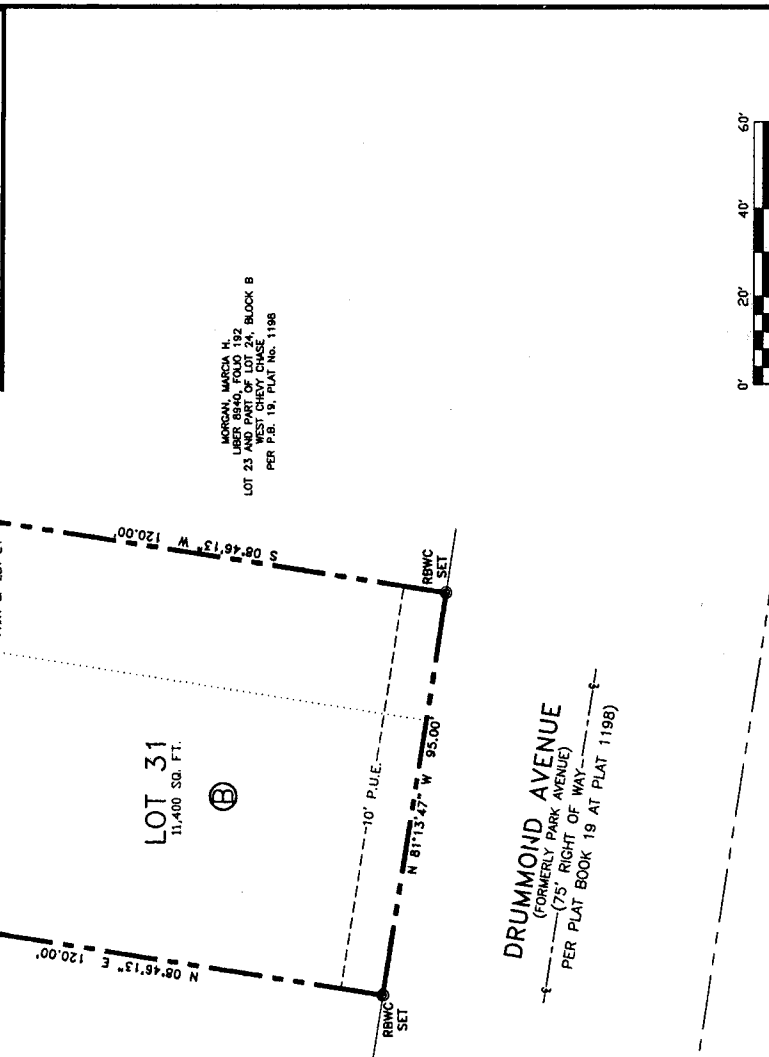 MORGAN, MARCIA H.
LIBER 8940, FOLIO 192
LOT 23 AND PART OF LOT 24, BLOCK B
WEST CHEVY CHASE
PER P.B. 19, PLAT No. 1198
0' 20' 40' 60'
S 08°46'13" W 120.00'
LOT 31
11,400 SQ. FT.
B
N 08°46'13" E 120.00'
10' P.U.E.
N 81°13'47" W 95.00'
RBWC
SET
RBWC
SET
DRUMMOND AVENUE
(FORMERLY PARK AVENUE)
(75' RIGHT OF WAY
PER PLAT BOOK 19 AT PLAT 1198)